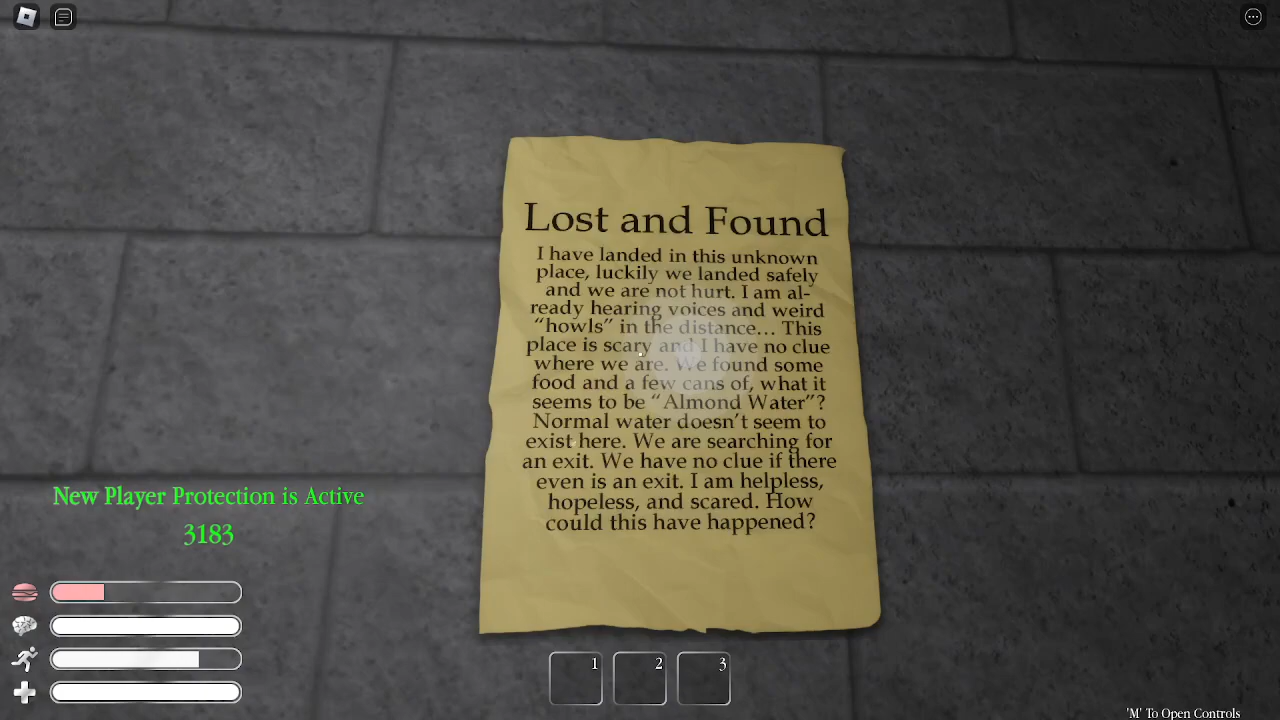 Lost and Found
I have landed in this unknown
place, luckily we landed safely
and we are not hurt. I am al-
ready hearing voices and weird
“howls” in the distance... This
place is scary and I have no clue
where we are. We found some
food and a few cans of, what it
seems to be “Almond Water”?
Normal water doesn’t seem to
exist here. We are searching for
an exit. We have no clue if there
even is an exit. I am helpless,
hopeless, and scared. How
could this have happened?
New Player Protection is Active
3183
1 2 3
'M' To Open Controls